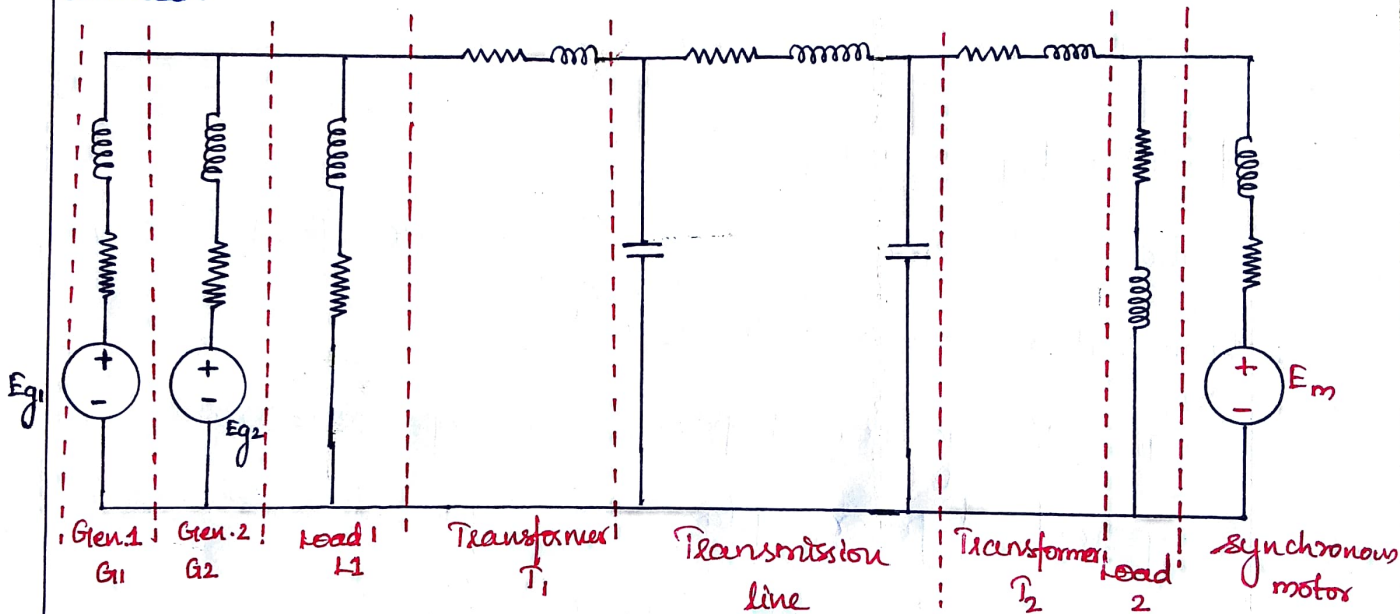 +
-
Eg1
+
-
Eg2
+
-
Em
Gen.1
G1
Gen.2
G2
Load 1
L1
Transformer
T1
Transmission
line
Transformer
T2
Load
2
Synchronous
motor